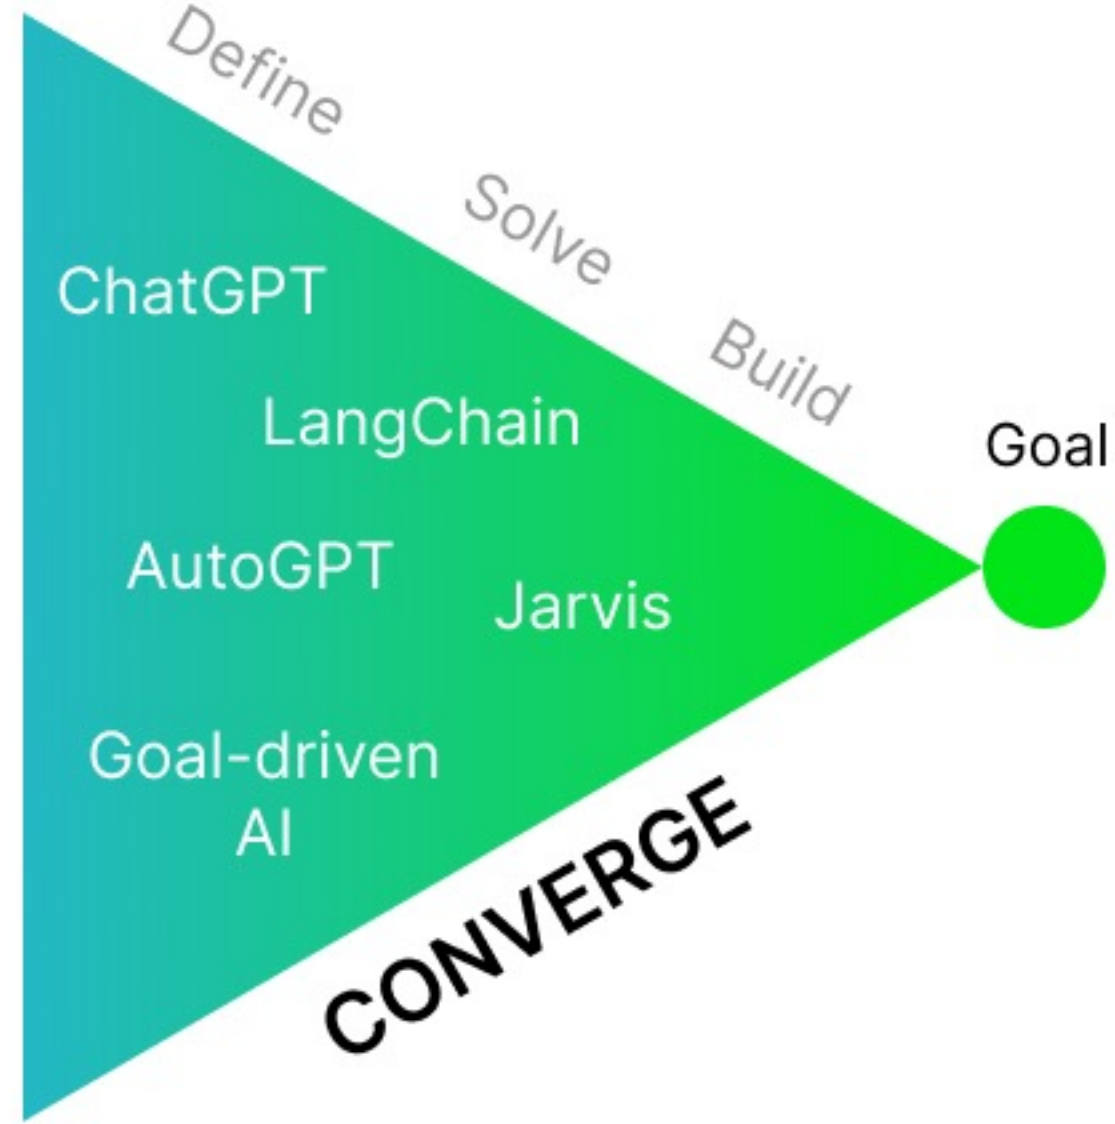 Define
Solve
Build
Goal
ChatGPT
LangChain
AutoGPT
Jarvis
Goal-driven
AI
CONVERGE